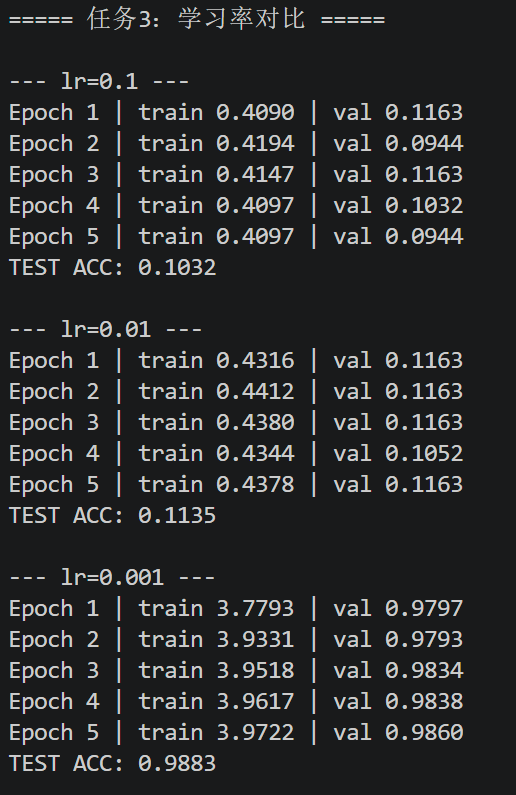 ===== 任务3：学习率对比 =====
--- lr=0.1 ---
Epoch 1 | train 0.4090 | val 0.1163
Epoch 2 | train 0.4194 | val 0.0944
Epoch 3 | train 0.4147 | val 0.1163
Epoch 4 | train 0.4097 | val 0.1032
Epoch 5 | train 0.4097 | val 0.0944
TEST ACC: 0.1032
--- lr=0.01 ---
Epoch 1 | train 0.4316 | val 0.1163
Epoch 2 | train 0.4412 | val 0.1163
Epoch 3 | train 0.4380 | val 0.1163
Epoch 4 | train 0.4344 | val 0.1052
Epoch 5 | train 0.4378 | val 0.1163
TEST ACC: 0.1135
--- lr=0.001 ---
Epoch 1 | train 3.7793 | val 0.9797
Epoch 2 | train 3.9331 | val 0.9793
Epoch 3 | train 3.9518 | val 0.9834
Epoch 4 | train 3.9617 | val 0.9838
Epoch 5 | train 3.9722 | val 0.9860
TEST ACC: 0.9883